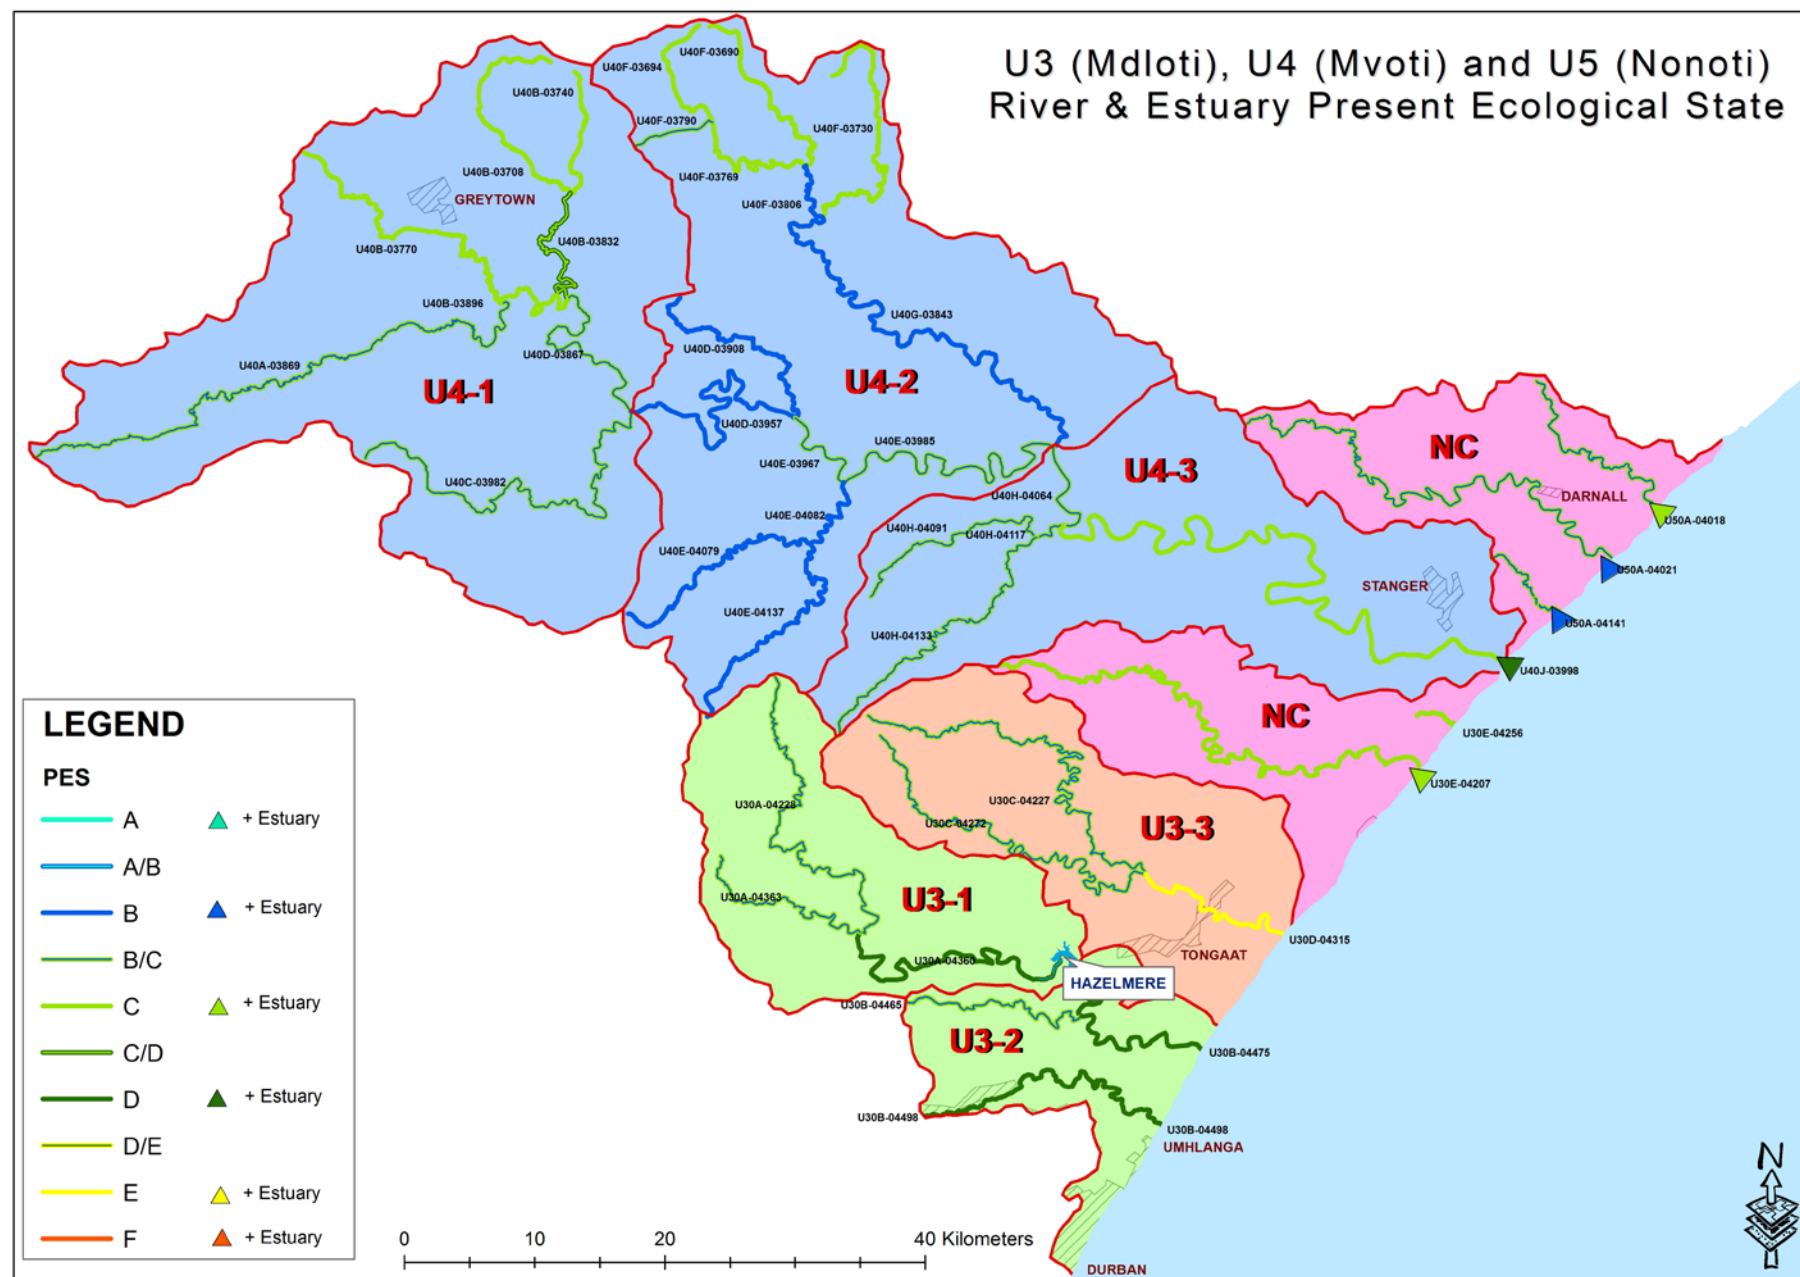 U3 (Mdloti), U4 (Mvoti) and U5 (Nonoti)
River & Estuary Present Ecological State
U40F-03690
U40F-03694
U40B-03740
U40F-03790
U40F-03730
U40B-03708
U40F-03769
GREYTOWN
U40F-03806
U40B-03770
U40B-03832
U40B-03896
U40G-03843
U40D-03908
U40D-03867
U40A-03869
U4-1
U4-2
U40D-03957
U40E-03985
NC
U40E-03967
U4-3
U40C-03982
U40H-04064
DARNALL
U50A-04018
U40E-04082
U40H-04091
U40H-04117
U40E-04079
U50A-04021
STANGER
U40E-04137
U50A-04141
U40H-04133
U40J-03998
NC
U30E-04256
U30E-04207
U30A-04228
U30C-04227
U30C-04272
U3-3
U30A-04363
U3-1
U30D-04315
TONGAAT
U30A-04360
HAZELMERE
U30B-04465
U3-2
U30B-04475
U30B-04498
U30B-04498
UMHLANGA
DURBAN
LEGEND
PES
A + Estuary
A/B
B + Estuary
B/C
C + Estuary
C/D
D + Estuary
D/E
E + Estuary
F + Estuary
0 10 20 40 Kilometers
N